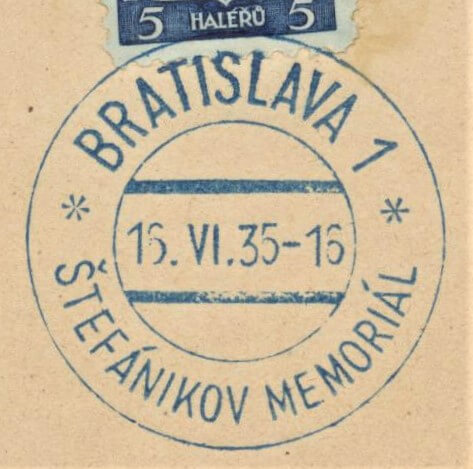 5 HALÉŘŮ 5
BRATISLAVA 1
* 16. VI. 35-16 *
ŠTEFÁNIKOV MEMORIÁL